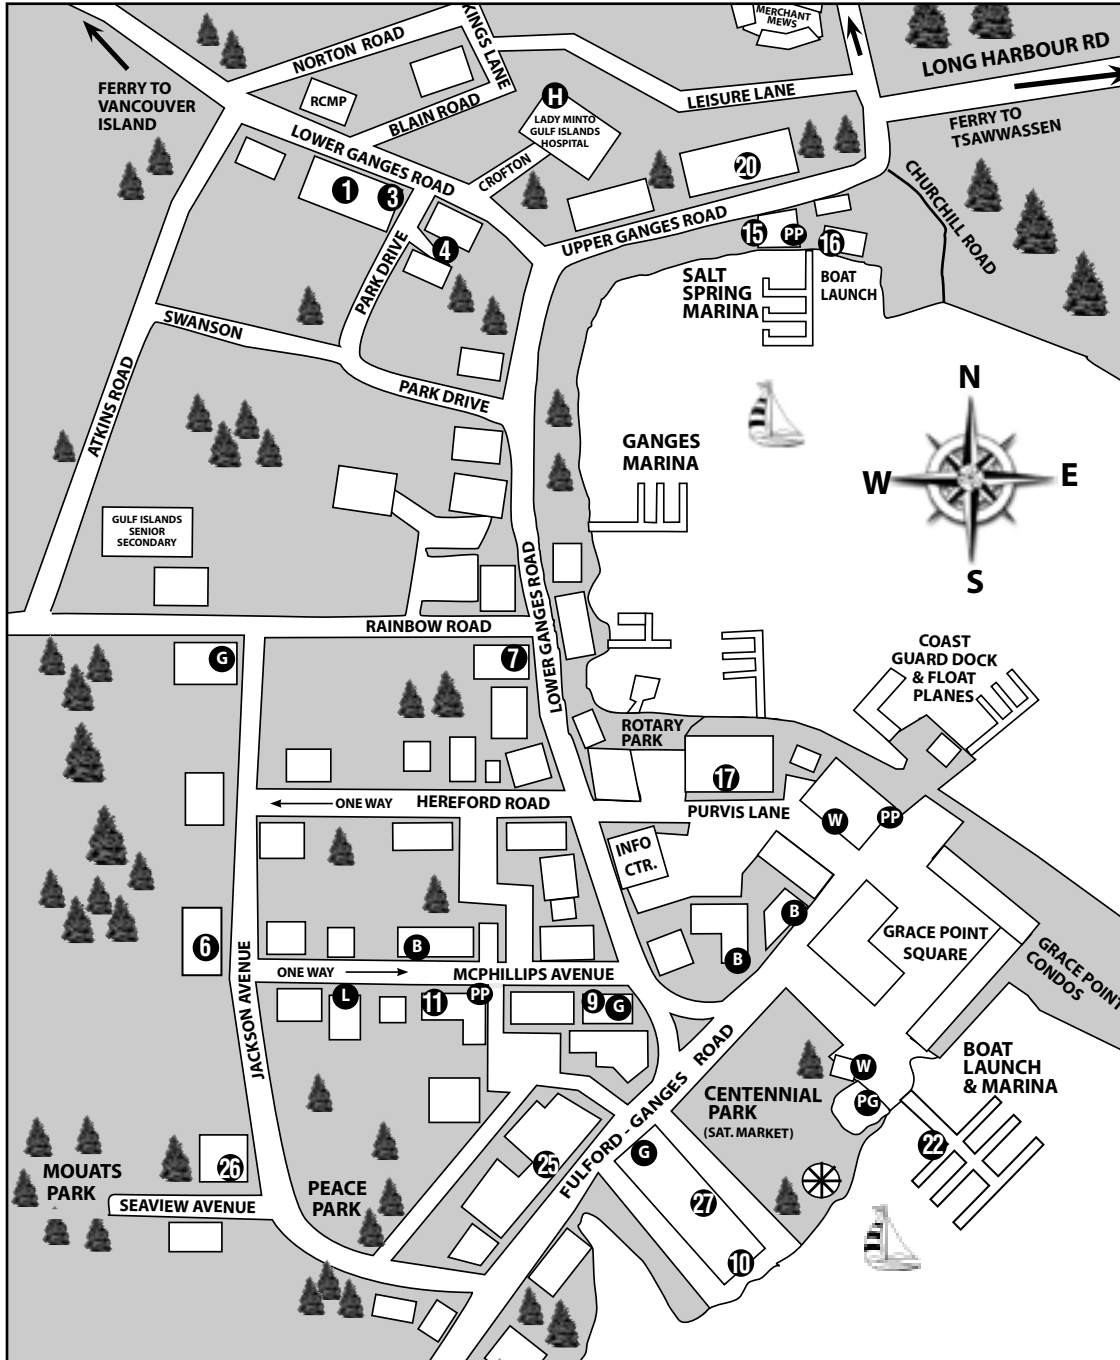 KINGS LANE
MERCHANT
MEWS
NORTON ROAD
LONG HARBOUR RD
FERRY TO
VANCOUVER
ISLAND
RCMP
BLAIN ROAD
H
LADY MINTO
GULF ISLANDS
HOSPITAL
LEISURE LANE
FERRY TO
TSAWWASSEN
LOWER GANGES ROAD
CROFTON
1
3
4
20
CHURCHILL ROAD
UPPER GANGES ROAD
15
PP
16
PARK DRIVE
SALT
SPRING
MARINA
BOAT
LAUNCH
SWANSON
PARK DRIVE
ATKINS ROAD
N
W
E
S
GANGES
MARINA
GULF ISLANDS
SENIOR
SECONDARY
LOWER GANGES ROAD
RAINBOW ROAD
G
7
COAST
GUARD DOCK
& FLOAT
PLANES
ROTARY
PARK
17
ONE WAY
HEREFORD ROAD
PURVIS LANE
W
PP
INFO
CTR.
B
B
B
6
GRACE POINT
SQUARE
GRACE POINT
CONDOS
JACKSON AVENUE
ONE WAY
MCPHILLIPS AVENUE
L
11
PP
9
G
FULFORD - GANGES ROAD
CENTENNIAL
PARK
(SAT. MARKET)
W
PG
BOAT
LAUNCH
& MARINA
22
MOUATS
PARK
26
SEAVIEW AVENUE
PEACE
PARK
25
G
27
10